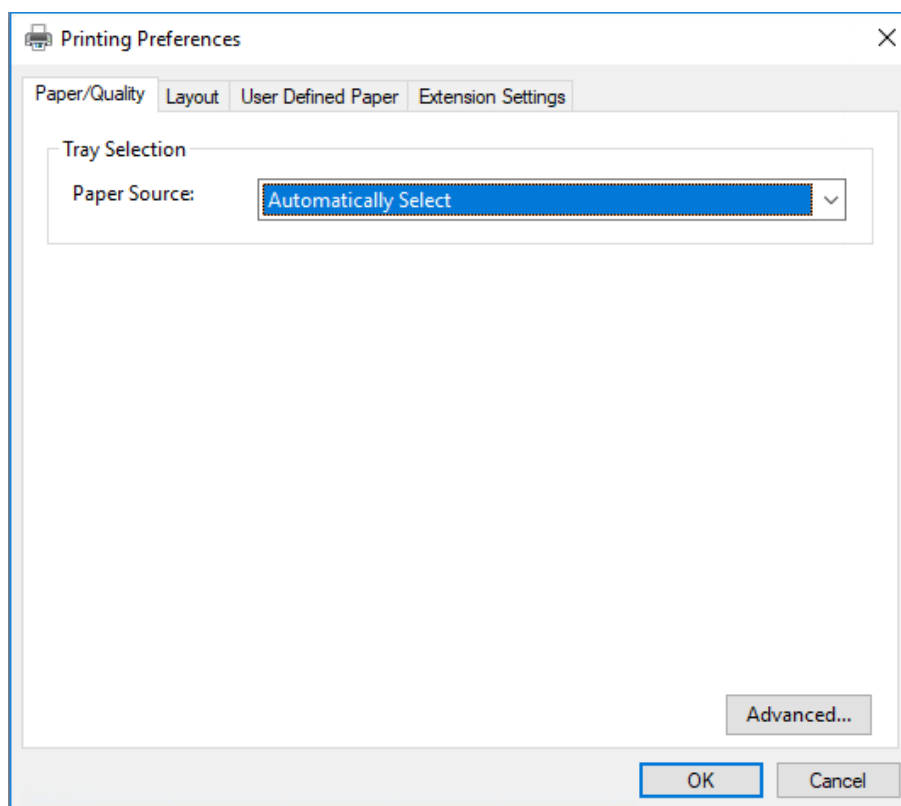 Printing Preferences
Paper/Quality Layout User Defined Paper Extension Settings
Tray Selection
Paper Source: Automatically Select
Advanced...
OK Cancel